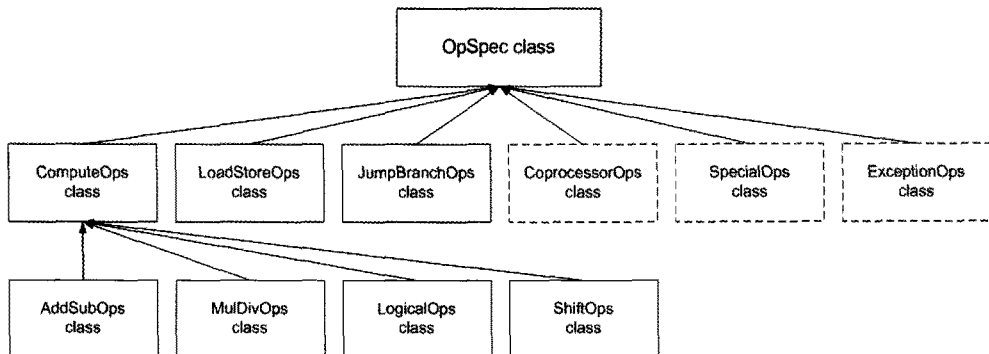 OpSpec class
ComputeOps
class
LoadStoreOps
class
JumpBranchOps
class
CoprocessorOps
class
SpecialOps
class
ExceptionOps
class
AddSubOps
class
MulDivOps
class
LogicalOps
class
ShiftOps
class